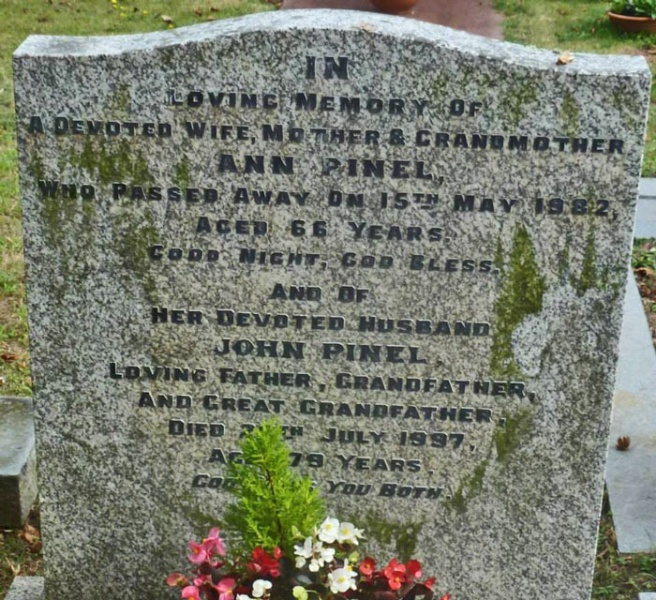 IN
LOVING MEMORY OF
A DEVOTED WIFE, MOTHER & GRANDMOTHER
ANN PINEL,
WHO PASSED AWAY ON 15TH MAY 1982,
AGED 66 YEARS.
GOOD NIGHT, GOD BLESS.
AND OF
HER DEVOTED HUSBAND
JOHN PINEL
LOVING FATHER, GRANDFATHER,
AND GREAT GRANDFATHER,
DIED JULY 1997,
79 YEARS.
YOU BOTH.